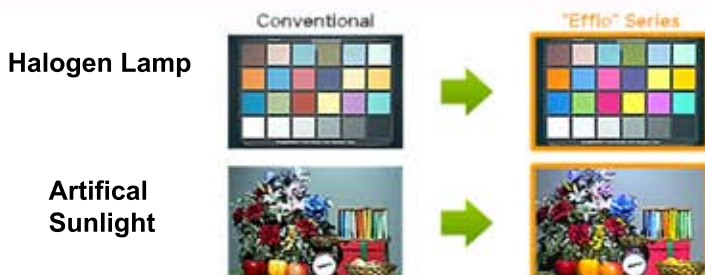 Conventional
"Effio" Series
Halogen Lamp
Artifical
Sunlight